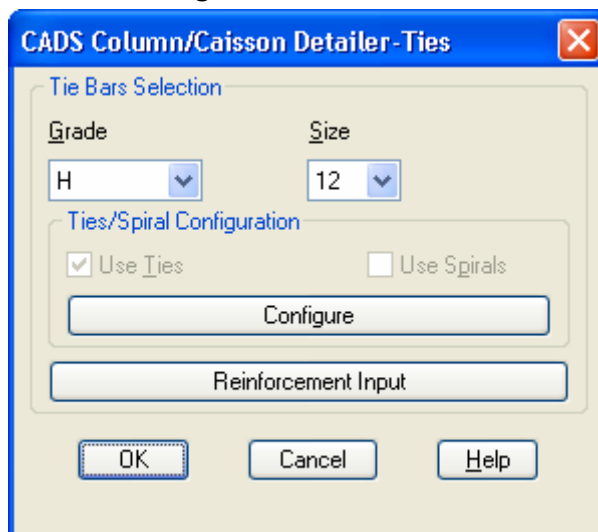 CADS Column/Caisson Detailer-Ties
Tie Bars Selection
Grade Size
H 12
Ties/Spiral Configuration
Use Ties Use Spirals
Configure
Reinforcement Input
OK Cancel Help